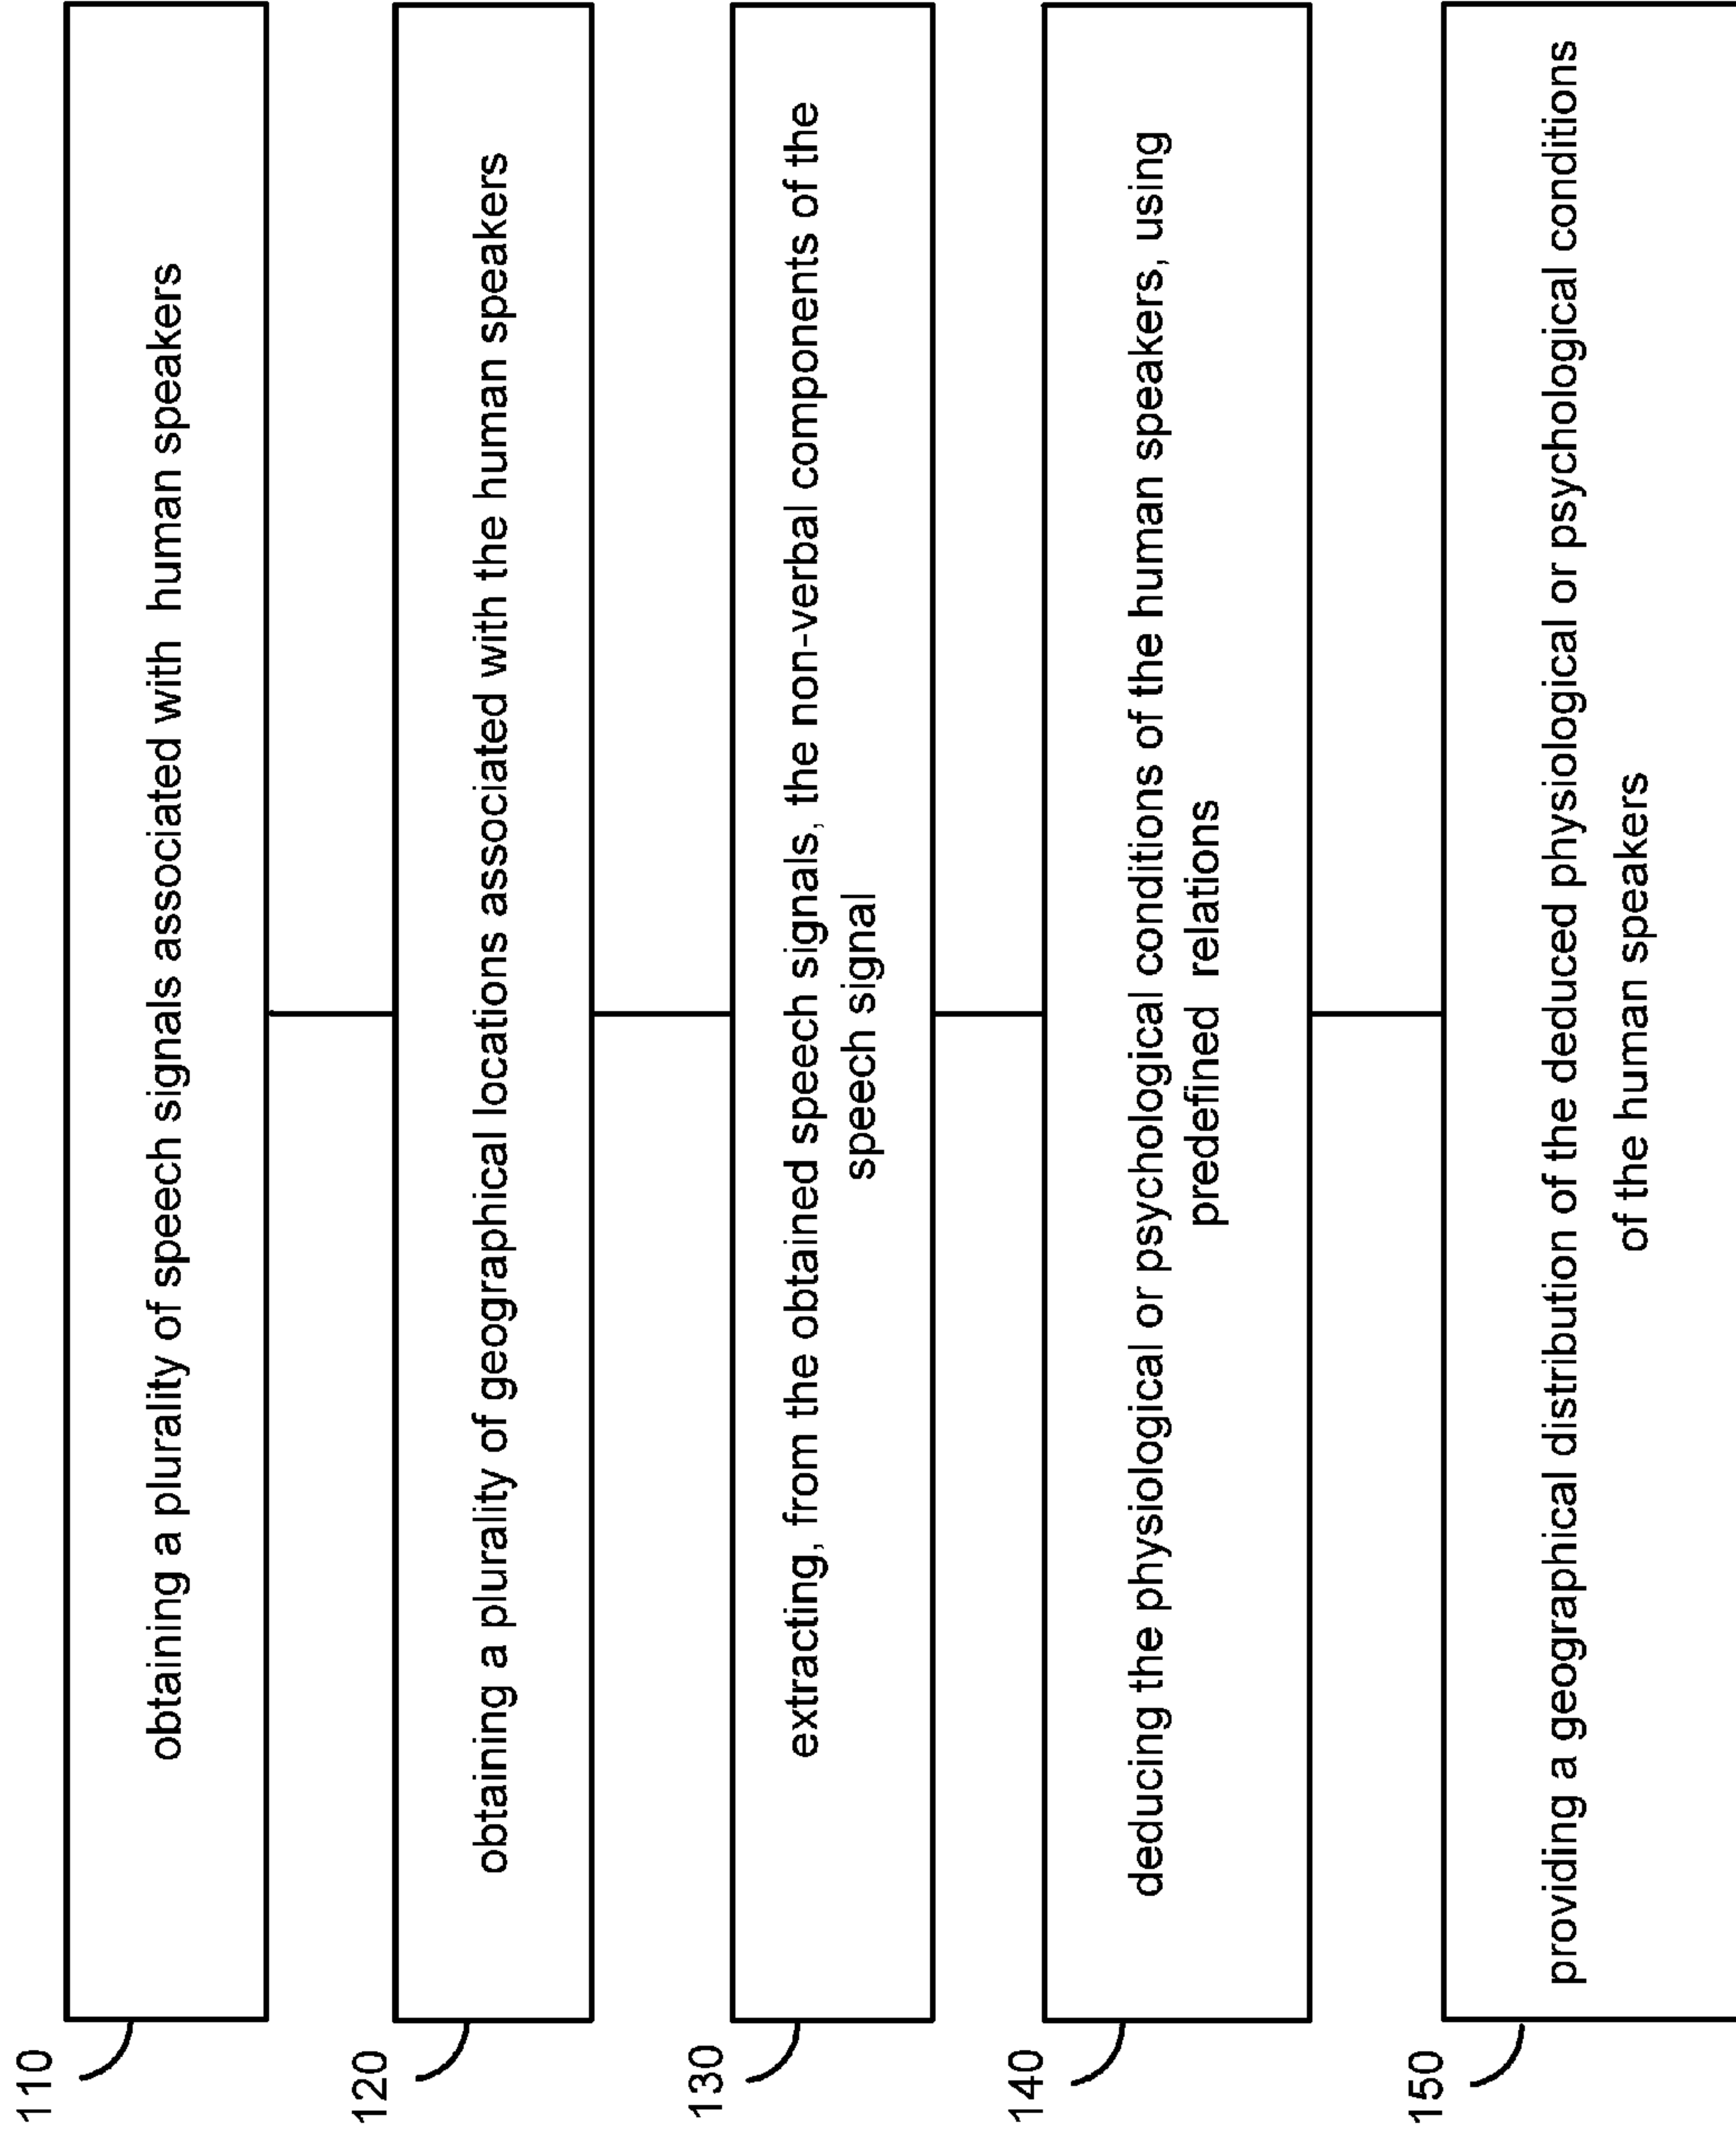 110
obtaining a plurality of speech signals associated with human speakers
120
obtaining a plurality of geographical locations associated with the human speakers
130
extracting, from the obtained speech signals, the non-verbal components of the
speech signal
140
deducing the physiological or psychological conditions of the human speakers, using
predefined relations
150
providing a geographical distribution of the deduced physiological or psychological conditions
of the human speakers